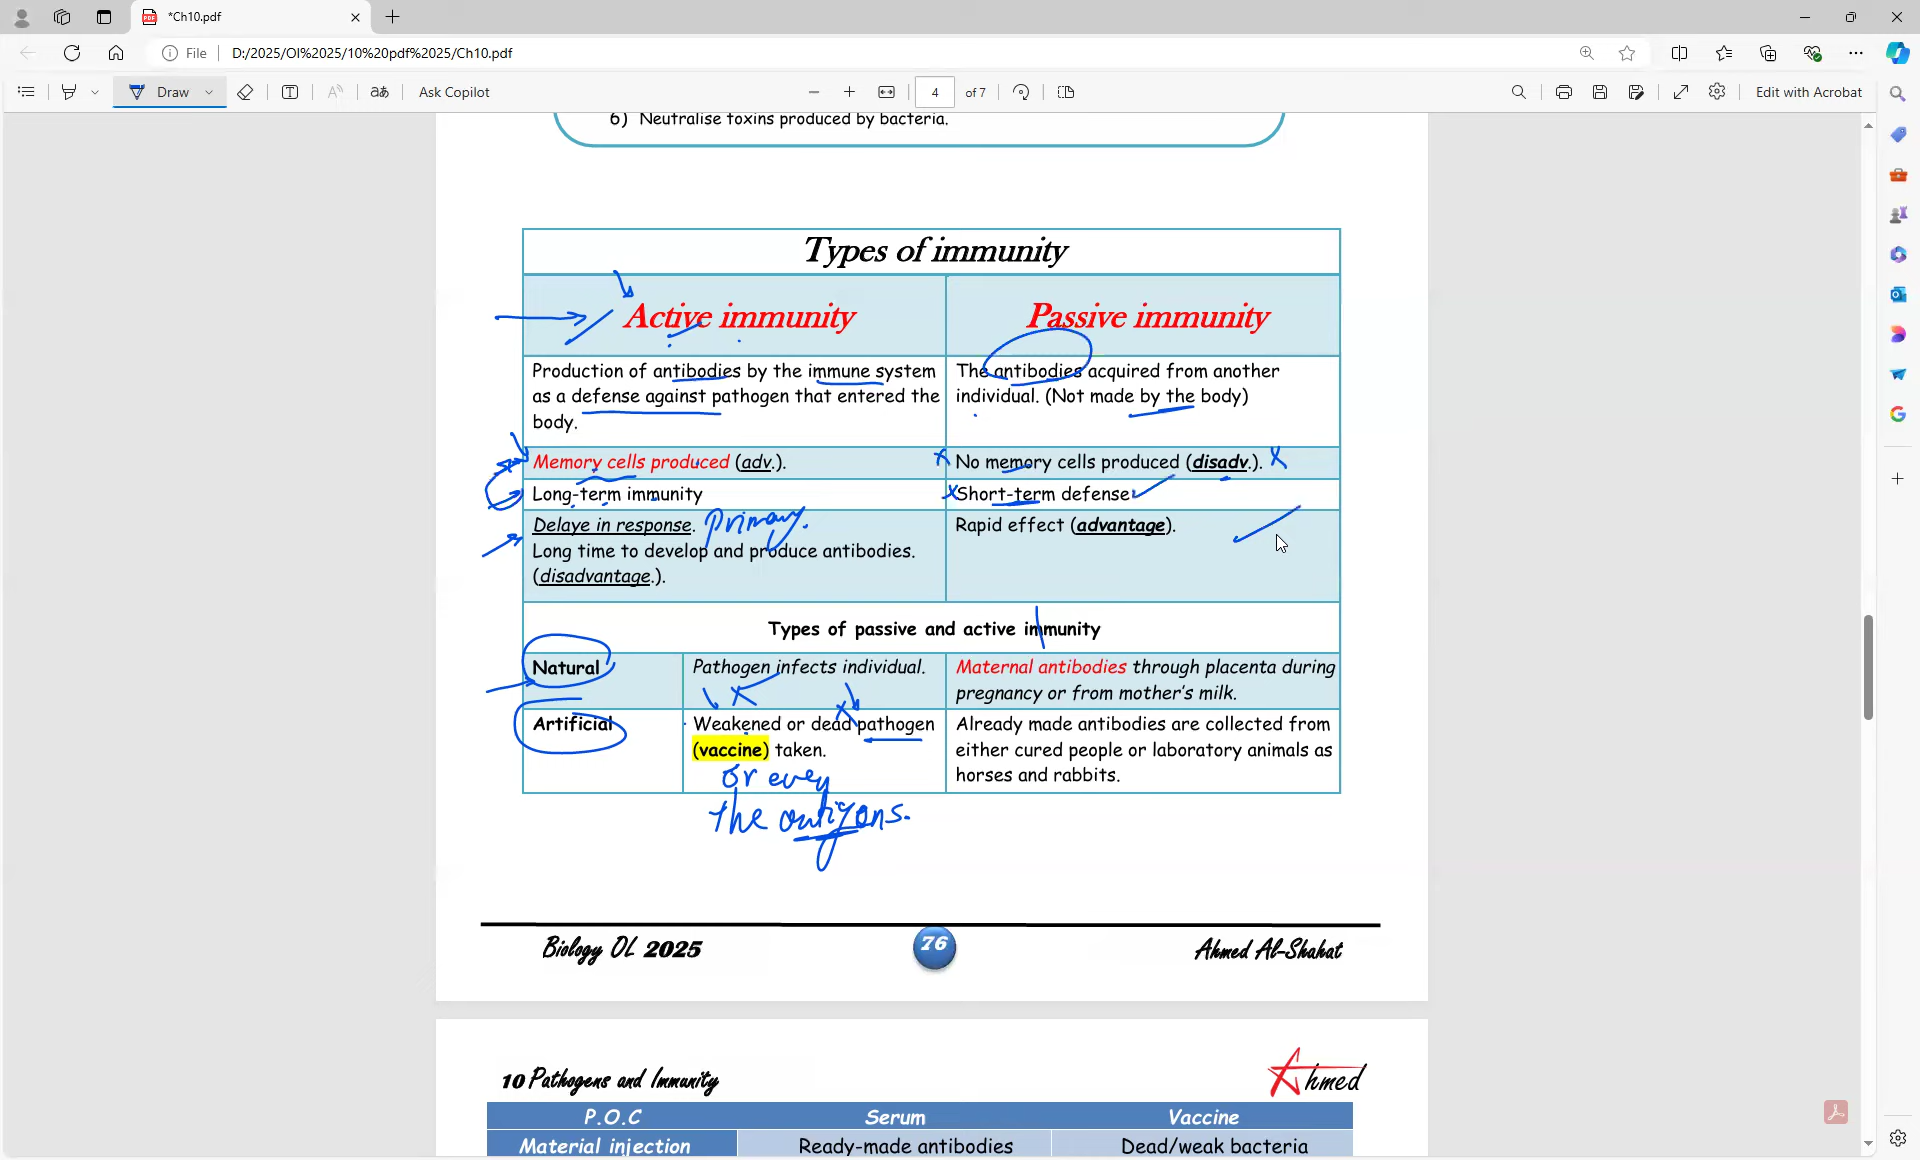 *Ch10.pdf
File
D:/2025/Ol%2025/10%20pdf%2025/Ch10.pdf
Draw
aあ
Ask Copilot
4 of 7
Edit with Acrobat
6) Neutralise toxins produced by bacteria.
Types of immunity
Active immunity
Passive immunity
Production of antibodies by the immune system
as a defense against pathogen that entered the
body.
The antibodies acquired from another
individual. (Not made by the body)
Memory cells produced (adv.).
No memory cells produced (disadv.).
Long-term immunity
Short-term defense
Delaye in response. Primary.
Long time to develop and produce antibodies.
(disadvantage.).
Rapid effect (advantage).
Types of passive and active immunity
Natural
Pathogen infects individual.
Maternal antibodies through placenta during
pregnancy or from mother's milk.
Artificial
Weakened or dead pathogen
(vaccine) taken.
or even
the antigens.
Already made antibodies are collected from
either cured people or laboratory animals as
horses and rabbits.
Biology OL 2025
76
Ahmed Al-Shahat
10 Pathogens and Immunity
Ahmed
P.O.C Serum Vaccine
Material injection Ready-made antibodies Dead/weak bacteria